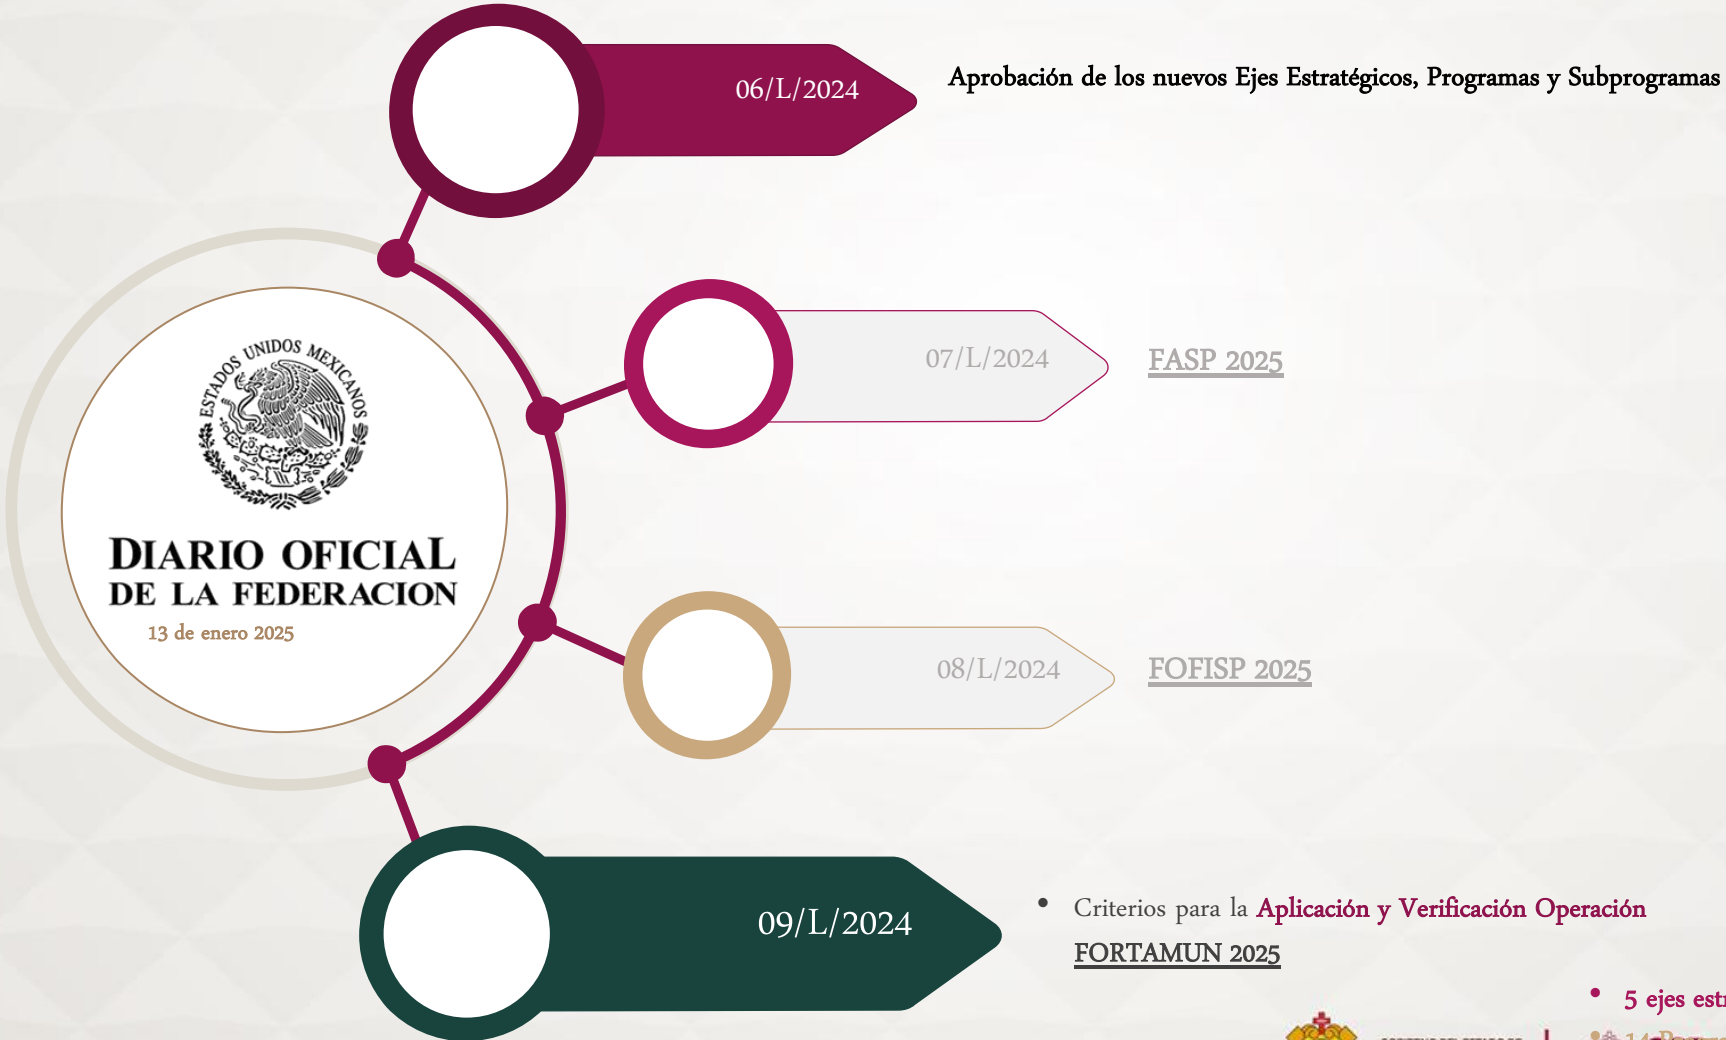 06/L/2024
Aprobación de los nuevos Ejes Estratégicos, Programas y Subprogramas
07/L/2024
FASP 2025
ESTADOS UNIDOS MEXICANOS
DIARIO OFICIAL
DE LA FEDERACION
13 de enero 2025
08/L/2024
FOFISP 2025
09/L/2024
• Criterios para la Aplicación y Verificación Operación
FORTAMUN 2025
• 5 ejes